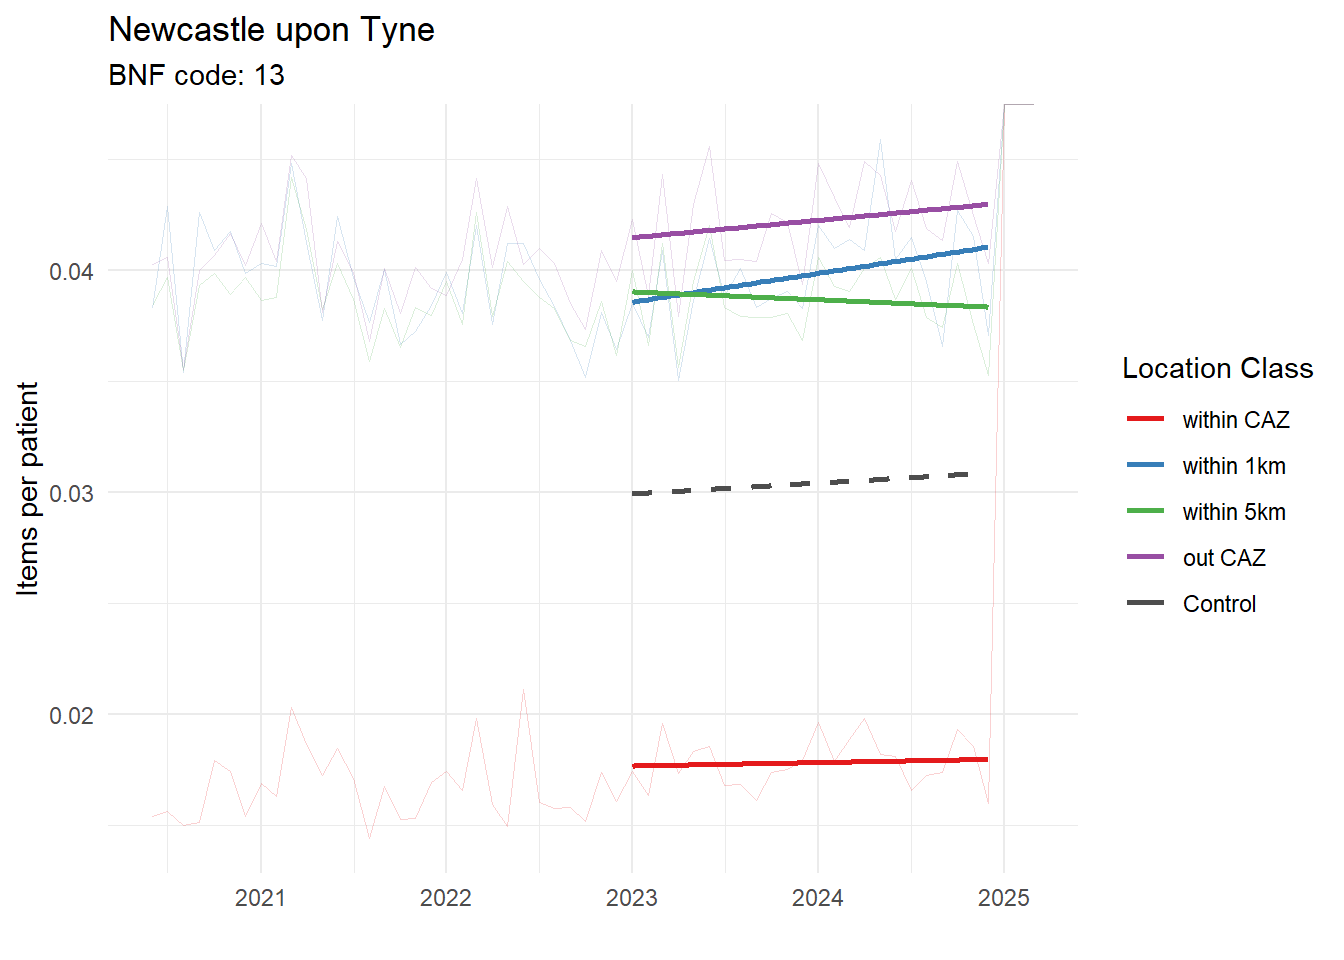 Newcastle upon Tyne
BNF code: 13
Items per patient
0.04
0.03
0.02
2021
2022
2023
2024
2025
Location Class
within CAZ
within 1km
within 5km
out CAZ
Control